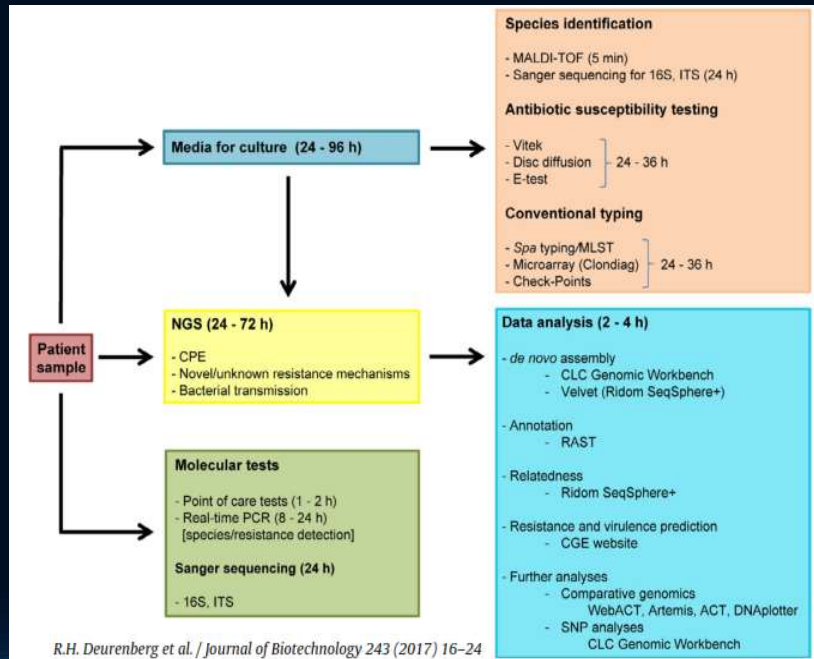 Patient
sample
Media for culture (24 - 96 h)
NGS (24 - 72 h)
- CPE
- Novel/unknown resistance mechanisms
- Bacterial transmission
Molecular tests
- Point of care tests (1 - 2 h)
- Real-time PCR (8 - 24 h)
[species/resistance detection]
Sanger sequencing (24 h)
- 16S, ITS
Species identification
- MALDI-TOF (5 min)
- Sanger sequencing for 16S, ITS (24 h)
Antibiotic susceptibility testing
- Vitek
- Disc diffusion
- E-test
24 - 36 h
Conventional typing
- Spa typing/MLST
- Microarray (Clondiag)
- Check-Points
24 - 36 h
Data analysis (2 - 4 h)
- de novo assembly
- CLC Genomic Workbench
- Velvet (Ridom SeqSphere+)
- Annotation
- RAST
- Relatedness
- Ridom SeqSphere+
- Resistance and virulence prediction
- CGE website
- Further analyses
- Comparative genomics
WebACT, Artemis, ACT, DNAplotter
- SNP analyses
CLC Genomic Workbench
R.H. Deurenberg et al. / Journal of Biotechnology 243 (2017) 16–24